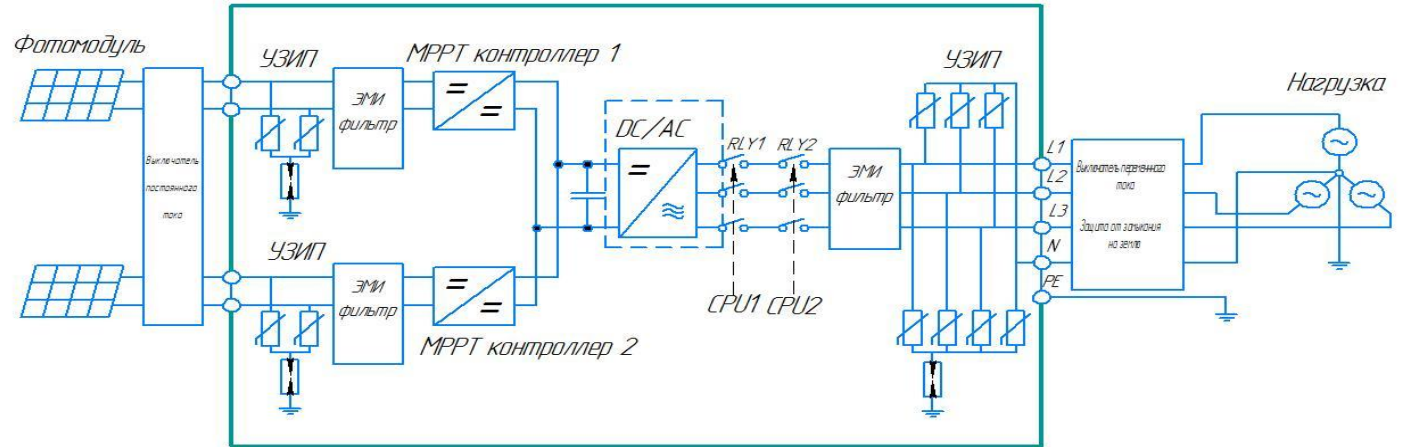 Фотомодуль
УЗИП
MPPT контроллер 1
ЭМИ
фильтр
Выключатель
постоянного
тока
DC/AC
RLY1
RLY2
УЗИП
ЭМИ
фильтр
L1
L2
L3
N
PE
Выключатель переменного
тока
Защита от замыкания
на землю
Нагрузка
УЗИП
ЭМИ
фильтр
CPU1
CPU2
MPPT контроллер 2